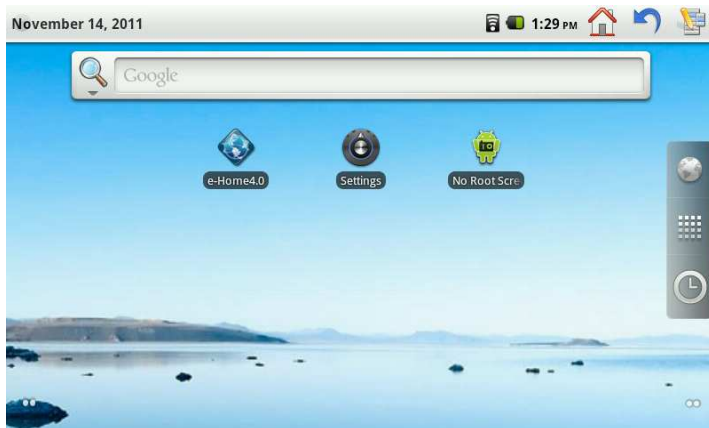 November 14, 2011
1:29 PM
Google
e-Home4.0
Settings
No Root Scre